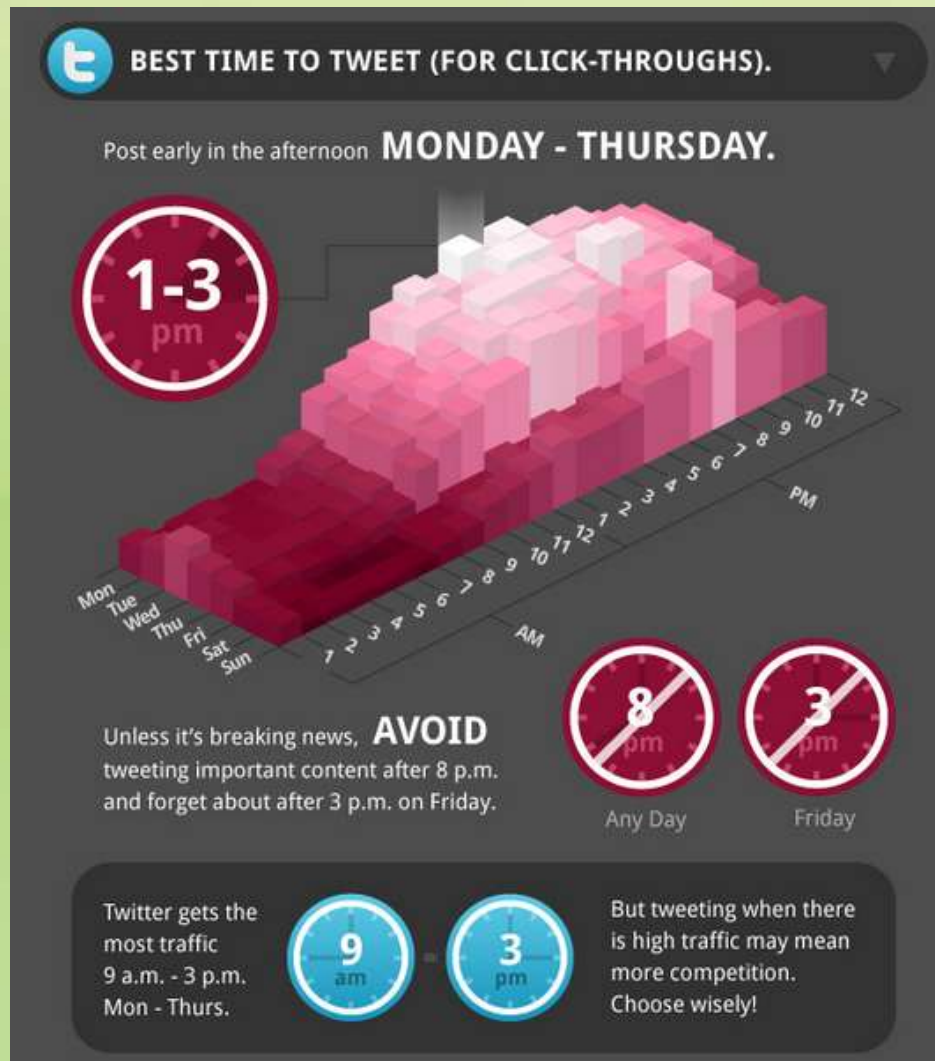 BEST TIME TO TWEET (FOR CLICK-THROUGHS).
Post early in the afternoon MONDAY - THURSDAY.
1-3
pm
Mon
Tue
Wed
Thu
Fri
Sat
Sun
1 2 3 4 5 6 7 8 9 10 11 12 1 2 3 4 5 6 7 8 9 10 11 12
AM
PM
Unless it's breaking news, AVOID
tweeting important content after 8 p.m.
and forget about after 3 p.m. on Friday.
8
pm
Any Day
3
pm
Friday
Twitter gets the
most traffic
9 a.m. - 3 p.m.
Mon - Thurs.
9
am
-
3
pm
But tweeting when there
is high traffic may mean
more competition.
Choose wisely!